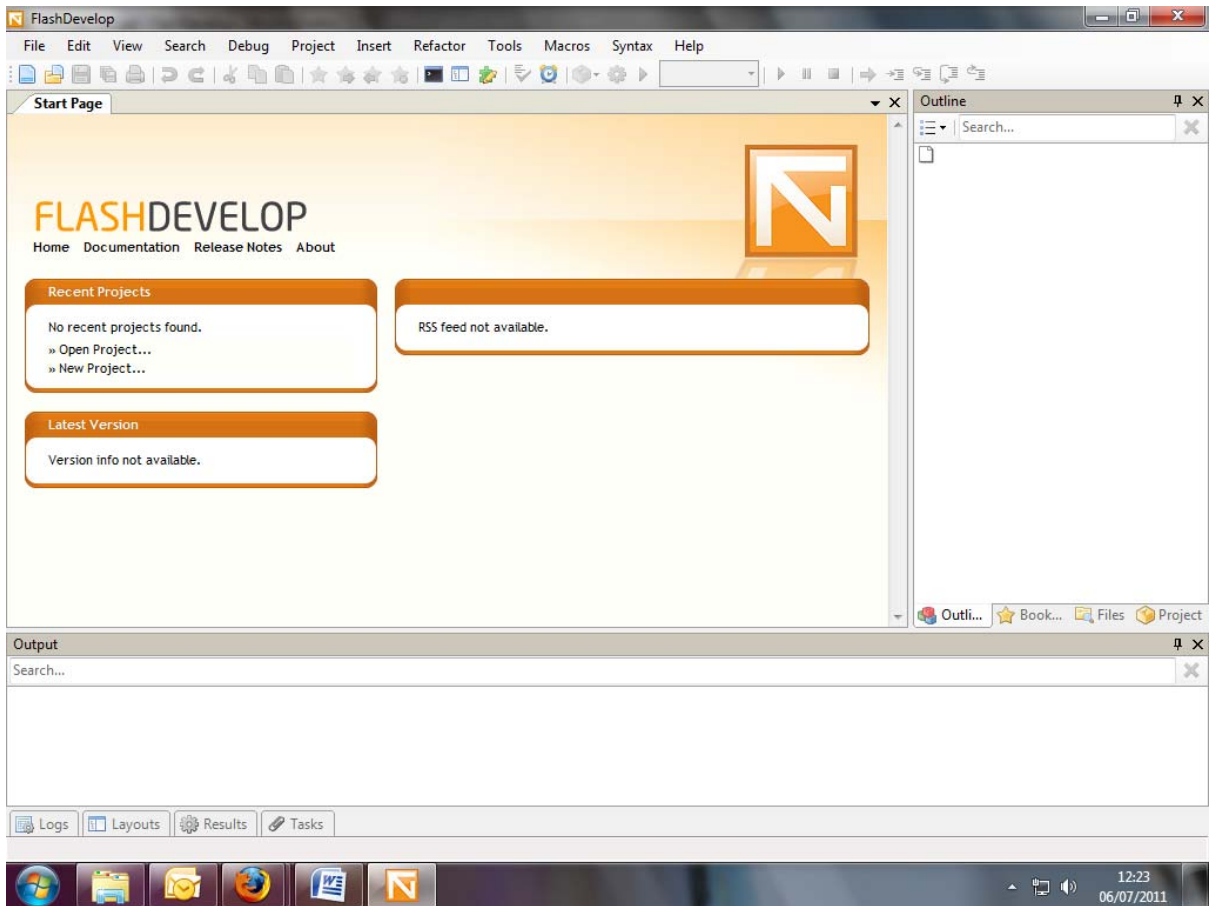 FlashDevelop
File Edit View Search Debug Project Insert Refactor Tools Macros Syntax Help
Start Page
Outline
Search...
FLASHDEVELOP
Home Documentation Release Notes About
Recent Projects
No recent projects found.
» Open Project...
» New Project...
RSS feed not available.
Latest Version
Version info not available.
Outli... Book... Files Project
Output
Search...
Logs Layouts Results Tasks
12:23
06/07/2011